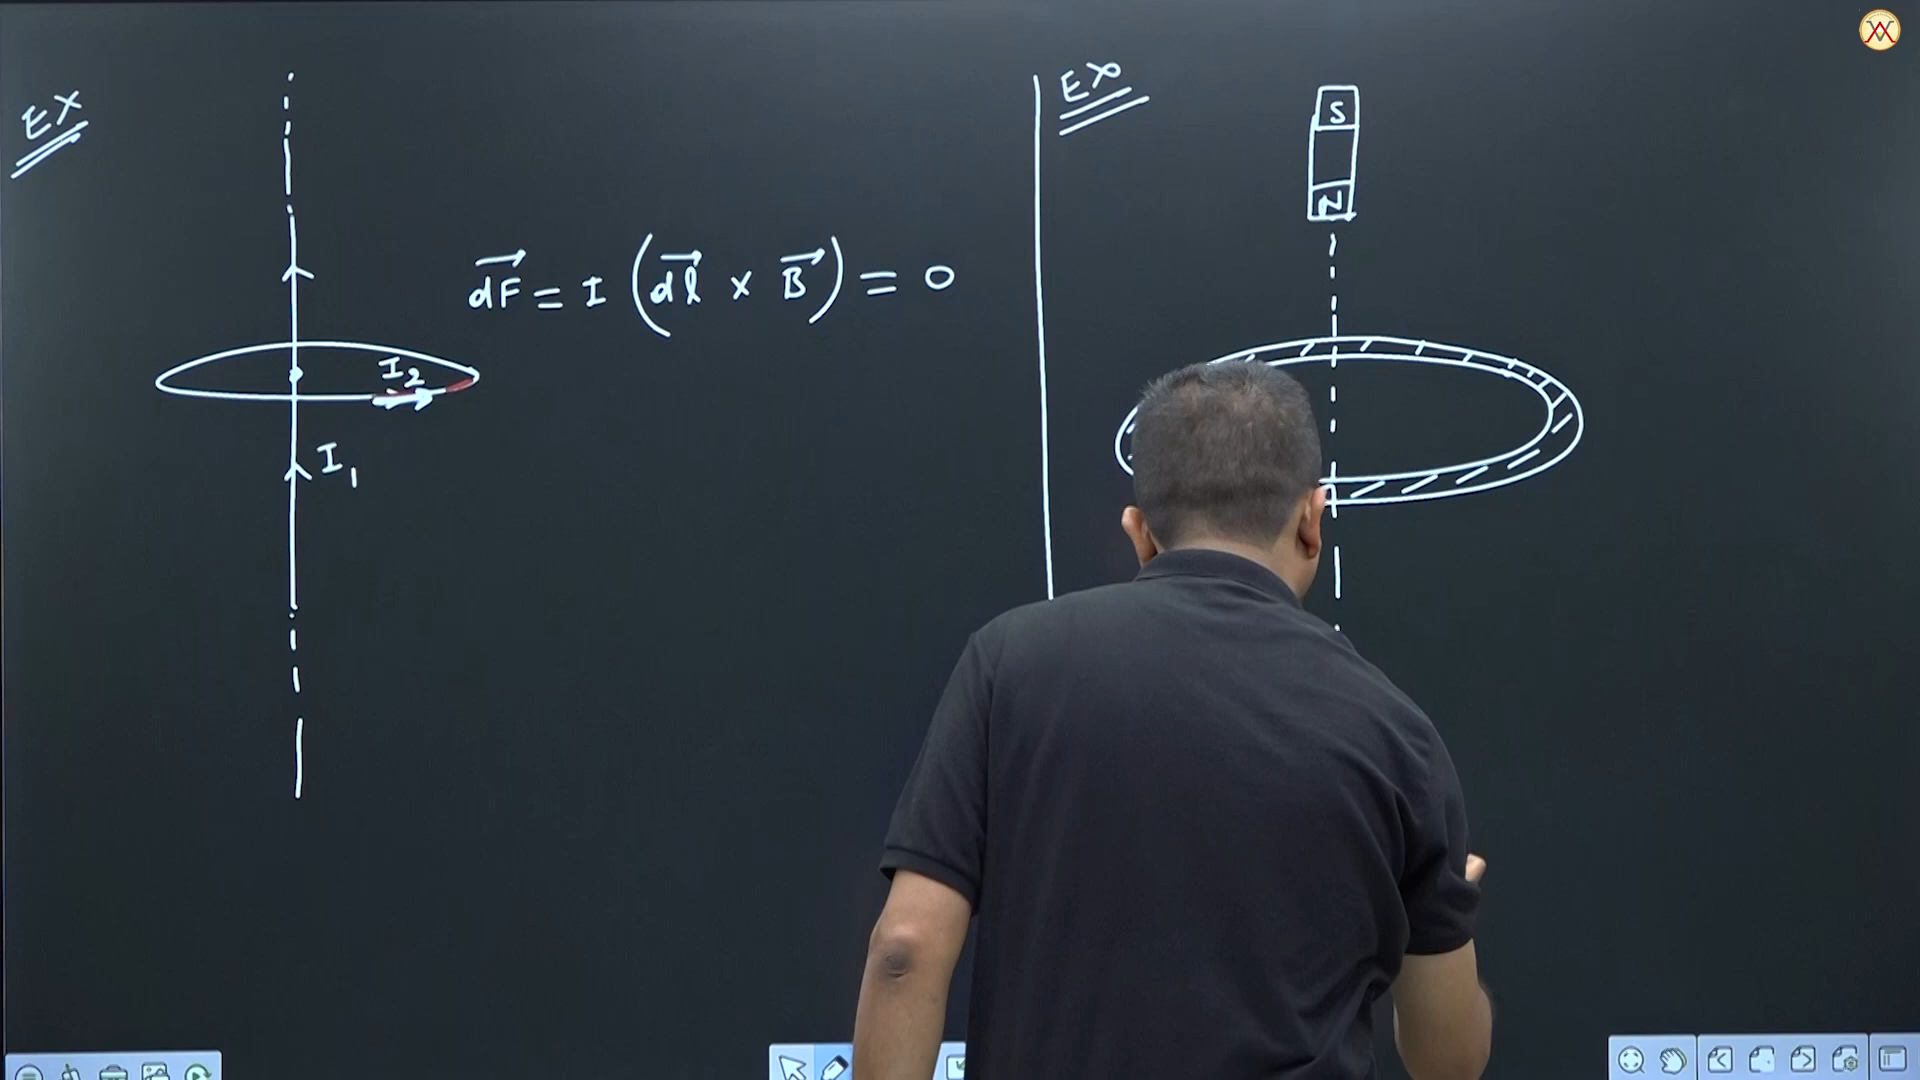 EX
I₂
I₁
dF⃗ = I (dl⃗ × B⃗) = 0
EX
S
N